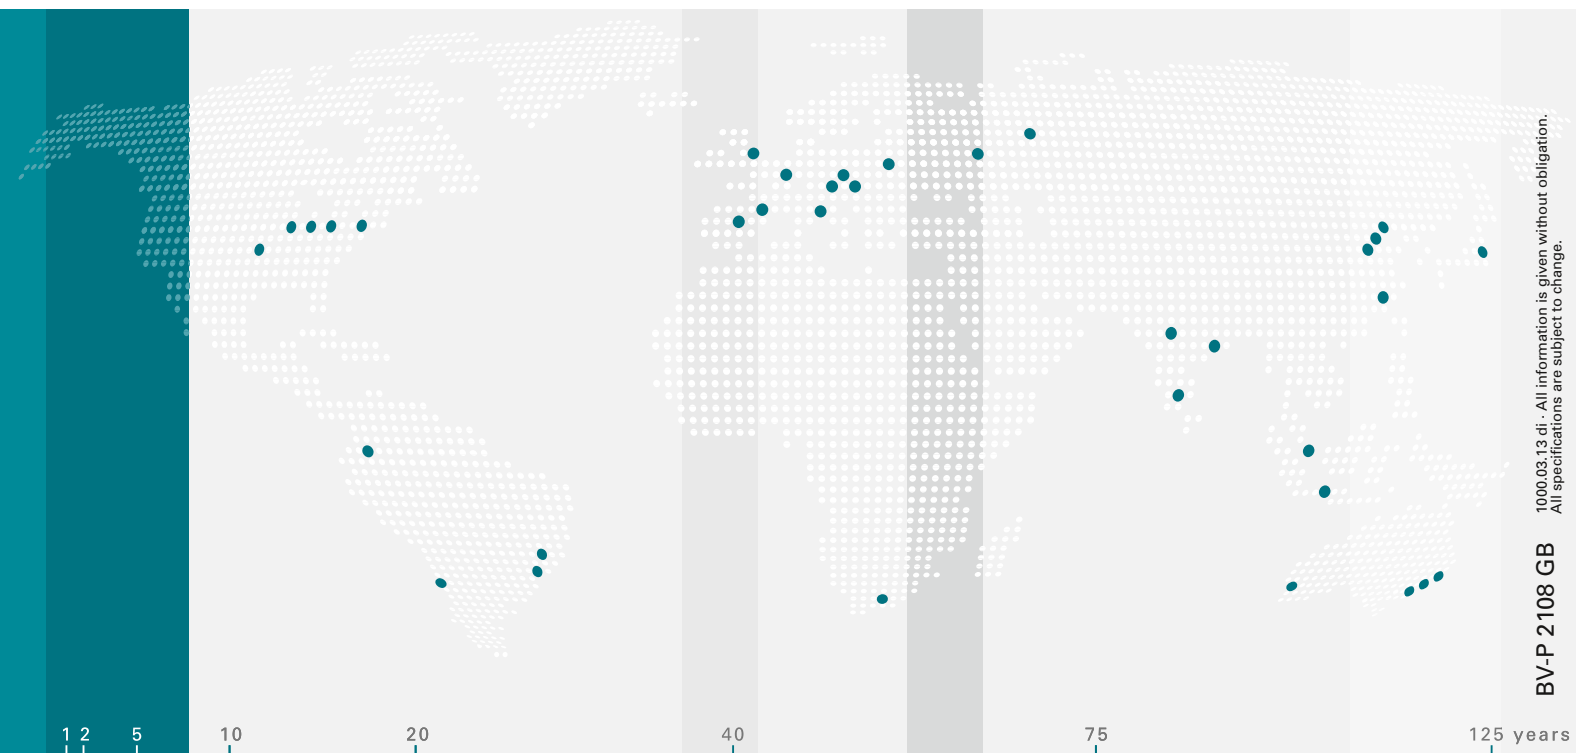 1000.03.13 di · All information is given without obligation.
All specifications are subject to change.
BV-P 2108 GB
1 2 5 10 20 40 75 125 years